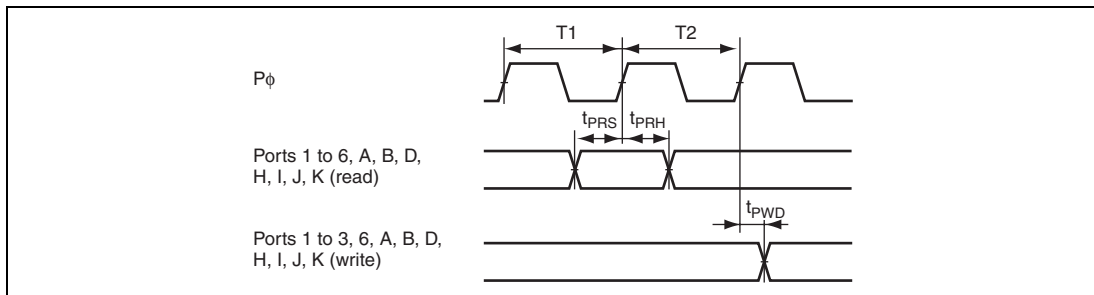 T1 T2
Pϕ
tPRS tPRH
Ports 1 to 6, A, B, D,
H, I, J, K (read)
tPWD
Ports 1 to 3, 6, A, B, D,
H, I, J, K (write)